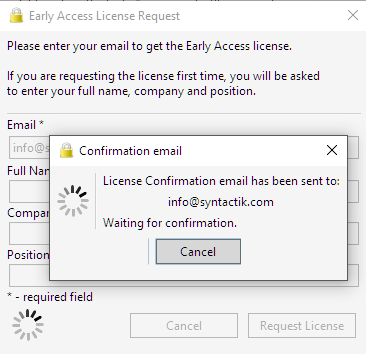 Early Access License Request
Please enter your email to get the Early Access license.
If you are requesting the license first time, you will be asked
to enter your full name, company and position.
Email *
info@s
Full Nam
Compan
Position
Confirmation email
License Confirmation email has been sent to:
info@syntactik.com
Waiting for confirmation.
Cancel
* - required field
Cancel
Request License